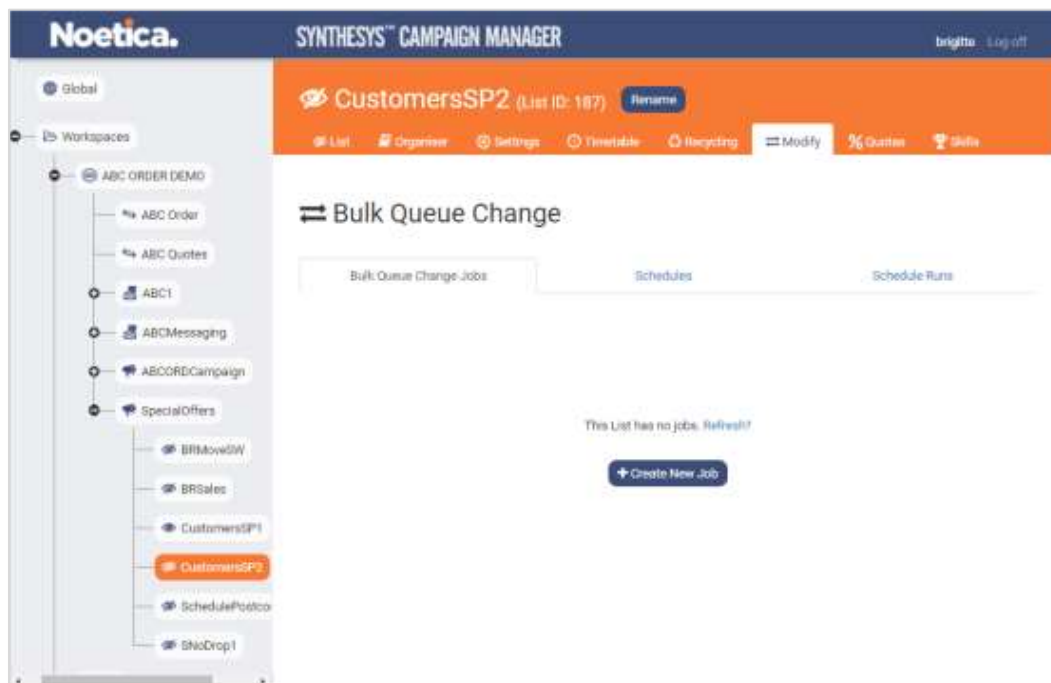 Noetica.
SYNTHESYS™ CAMPAIGN MANAGER
brigitte Log off
Global
Workspaces
ABC ORDER DEMO
ABC Order
ABC Quotes
ABC1
ABCMessaging
ABCORDCampaign
SpecialOffers
BRMoveSW
BRSales
CustomersSP1
CustomersSP2
SchedulePostco
SNoDrop1
CustomersSP2 (List ID: 187) Rename
List Organiser Settings Timetable Recycling Modify Quotas Skills
Bulk Queue Change
Bulk Queue Change Jobs Schedules Schedule Runs
This List has no jobs. Refresh?
+ Create New Job